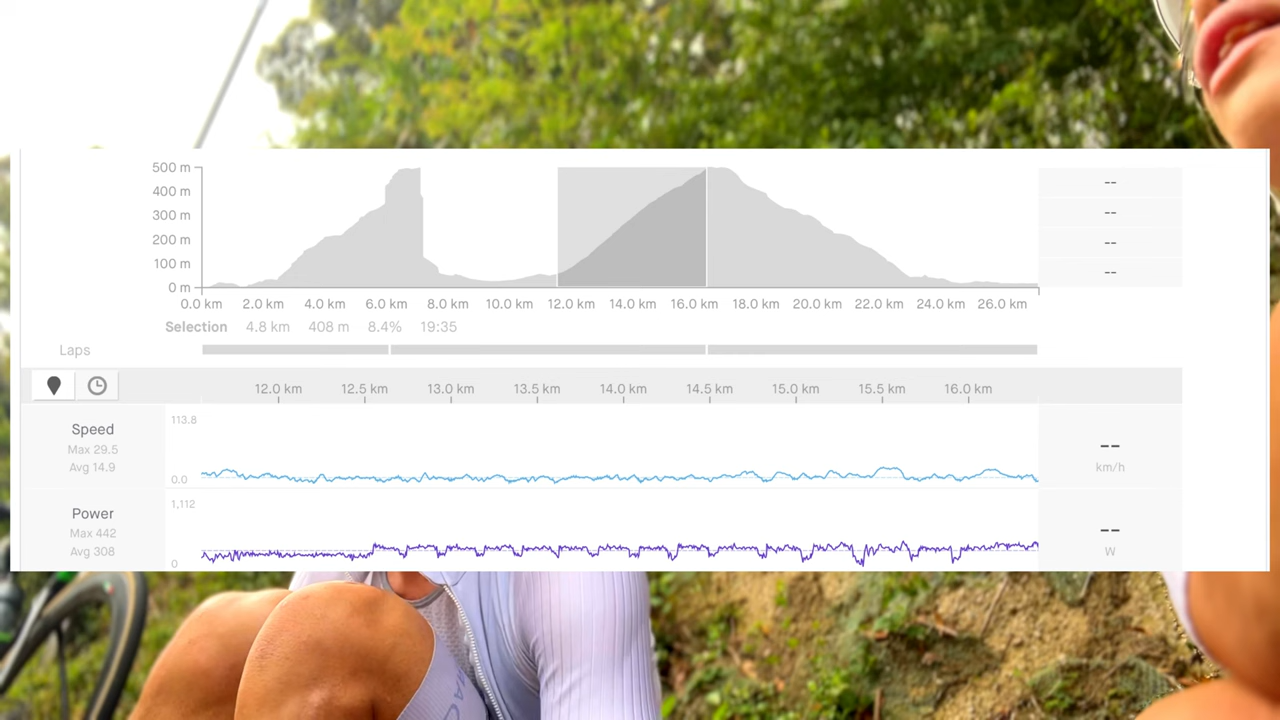 500 m
400 m
300 m
200 m
100 m
0 m
0.0 km 2.0 km 4.0 km 6.0 km 8.0 km 10.0 km 12.0 km 14.0 km 16.0 km 18.0 km 20.0 km 22.0 km 24.0 km 26.0 km
--
--
--
--
Selection 4.8 km 408 m 8.4% 19:35
Laps
12.0 km 12.5 km 13.0 km 13.5 km 14.0 km 14.5 km 15.0 km 15.5 km 16.0 km
Speed
Max 29.5
Avg 14.9
113.8
0.0
--
km/h
Power
Max 442
Avg 308
1,112
0
--
W